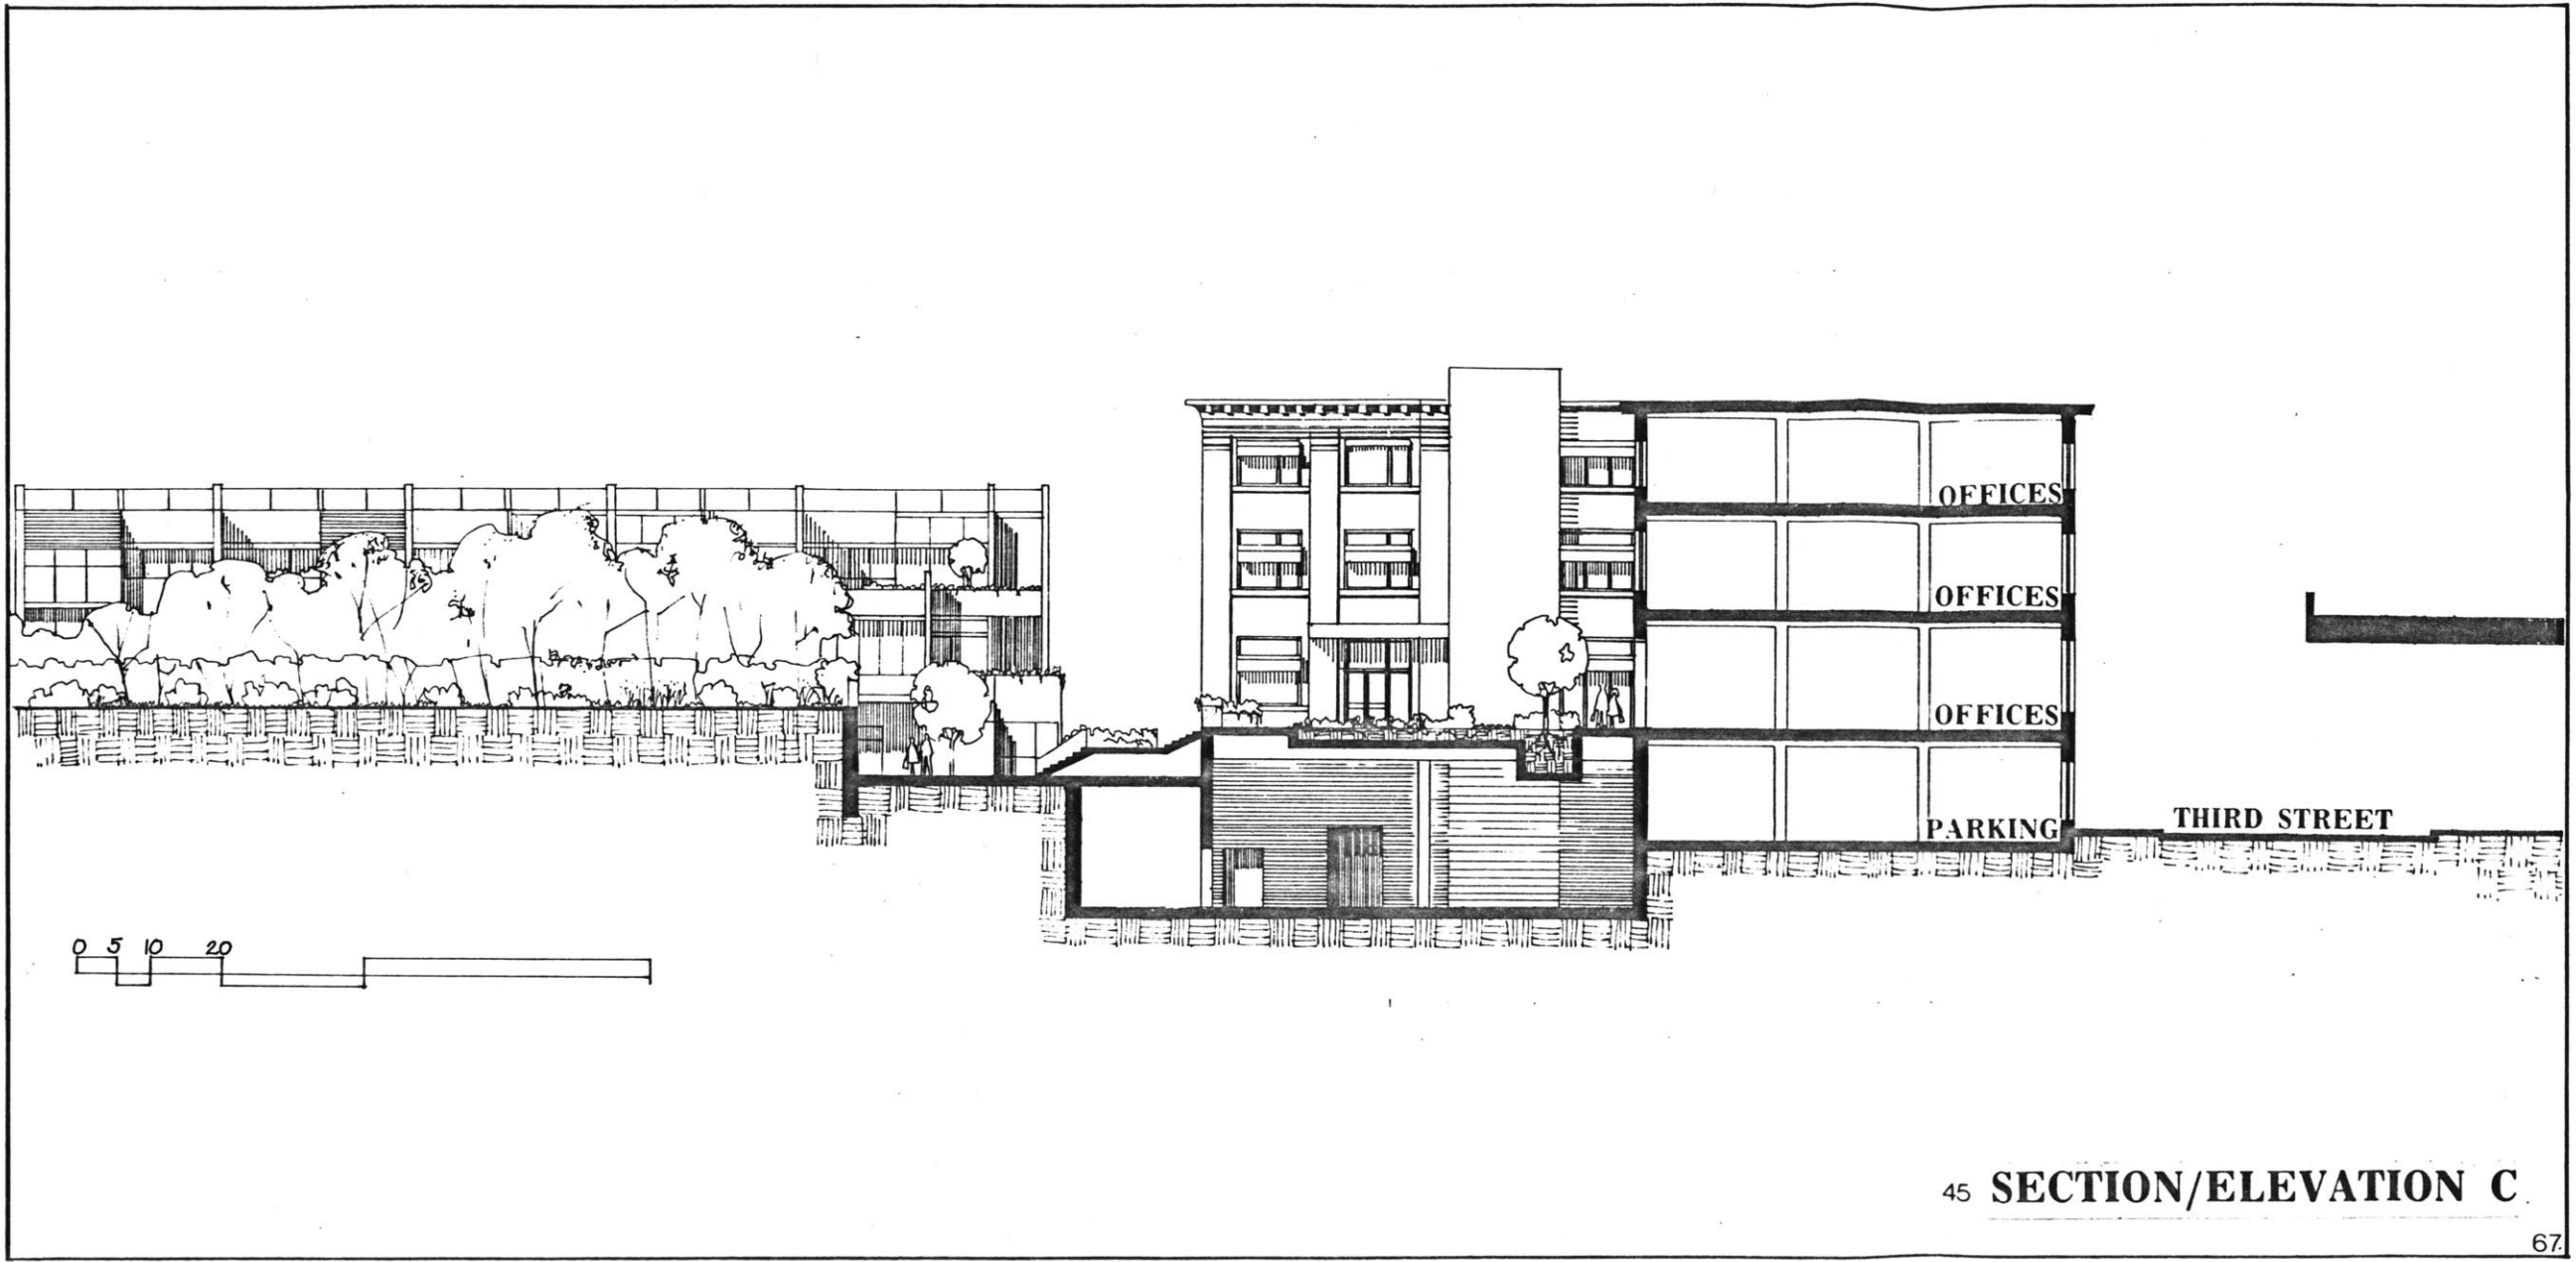 OFFICES
OFFICES
OFFICES
PARKING
THIRD STREET
0 5 10 20
45 SECTION/ELEVATION C
67.